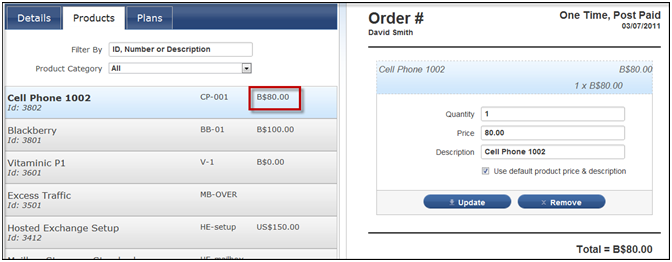 Details Products Plans
Filter By ID, Number or Description
Product Category All
Cell Phone 1002 CP-001 B$80.00
Id: 3802
Blackberry BB-01 B$100.00
Id: 3801
Vitaminic P1 V-1 B$0.00
Id: 3601
Excess Traffic MB-OVER
Id: 3501
Hosted Exchange Setup HE-setup US$150.00
Id: 3412
Order # One Time, Post Paid
David Smith 03/07/2011
Cell Phone 1002 B$80.00
1 x B$80.00
Quantity 1
Price 80.00
Description Cell Phone 1002
Use default product price & description
Update Remove
Total = B$80.00